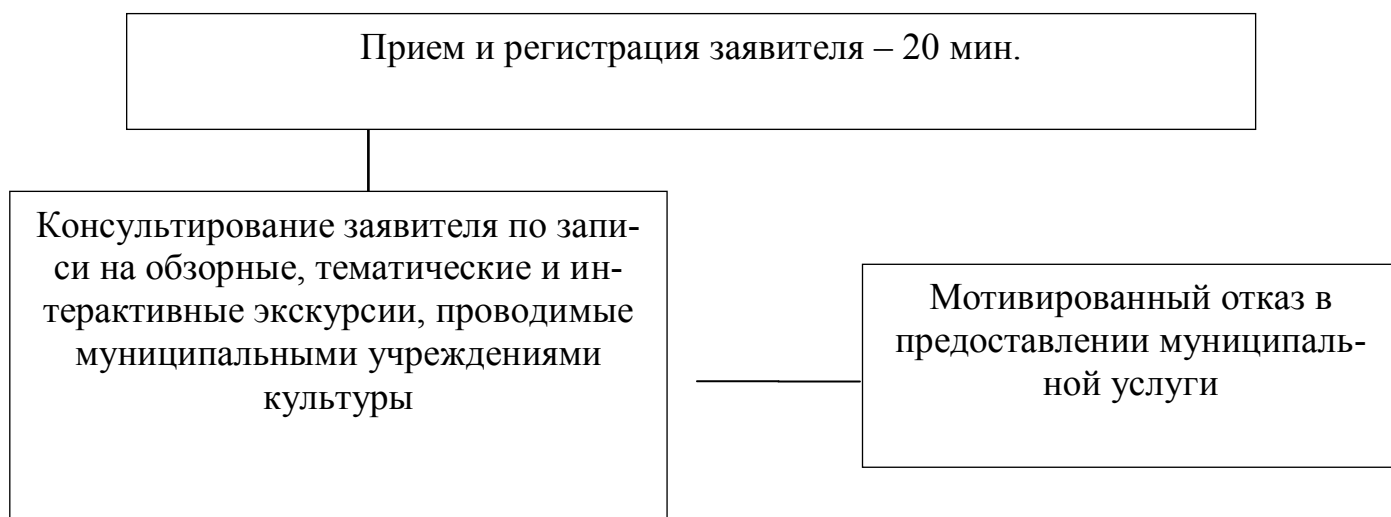 Прием и регистрация заявителя – 20 мин.
Консультирование заявителя по запи-
си на обзорные, тематические и ин-
терактивные экскурсии, проводимые
муниципальными учреждениями
культуры
Мотивированный отказ в
предоставлении муниципаль-
ной услуги